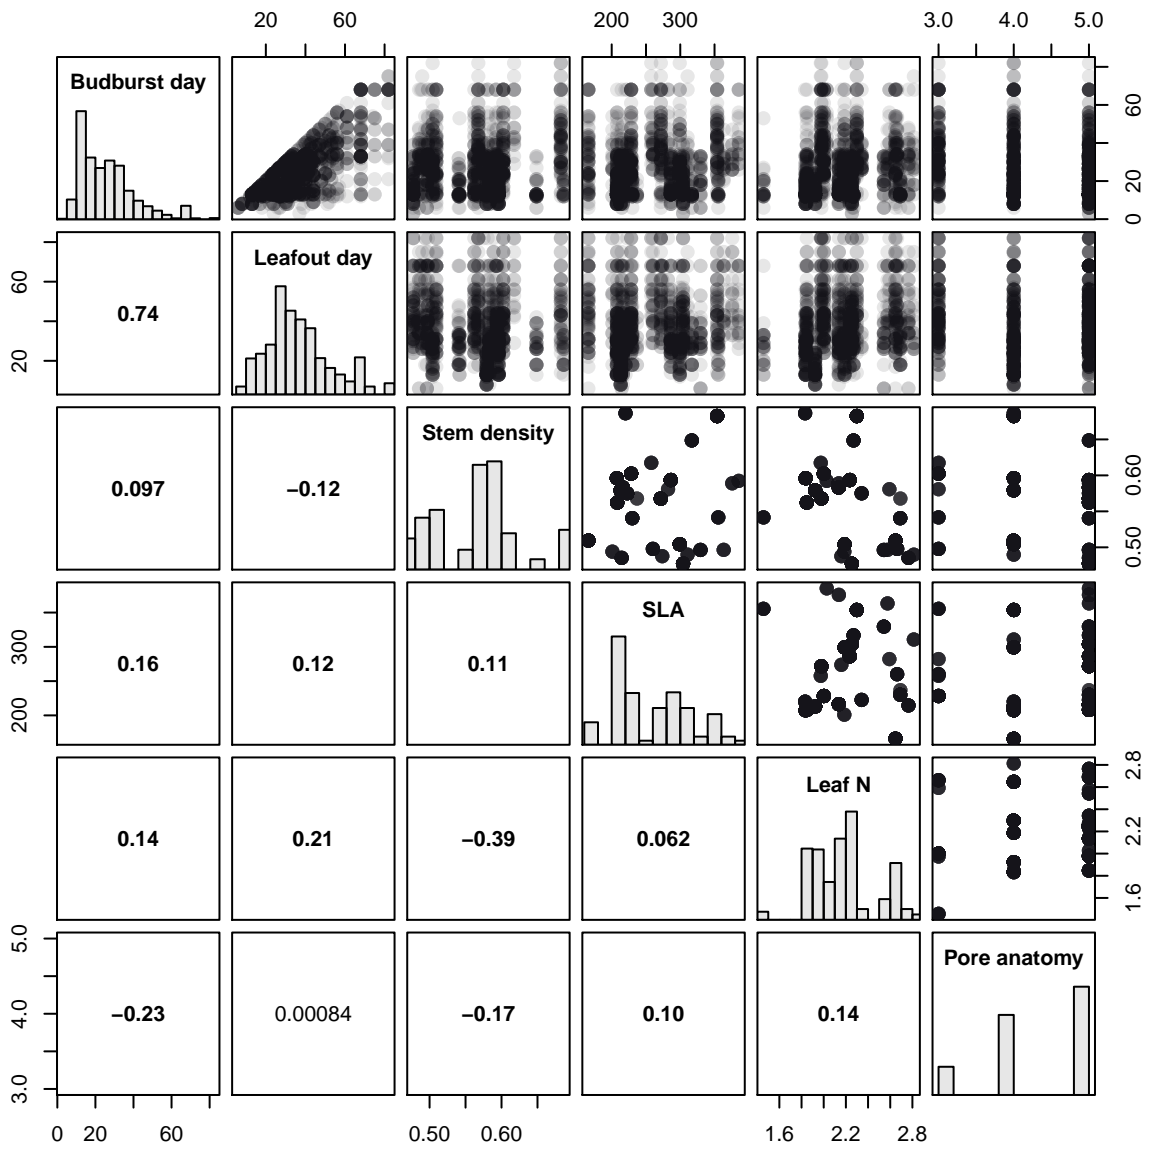 20 60 200 300 3.0 4.0 5.0
Budburst day
0 20 60
Leafout day
20 60
0.74
Stem density
0.50 0.60
0.097 −0.12
SLA
200 300
0.16 0.12 0.11
Leaf N
1.6 2.2 2.8
0.14 0.21 −0.39 0.062
Pore anatomy
3.0 4.0 5.0
−0.23 0.00084 −0.17 0.10 0.14
0 20 60 0.50 0.60 1.6 2.2 2.8